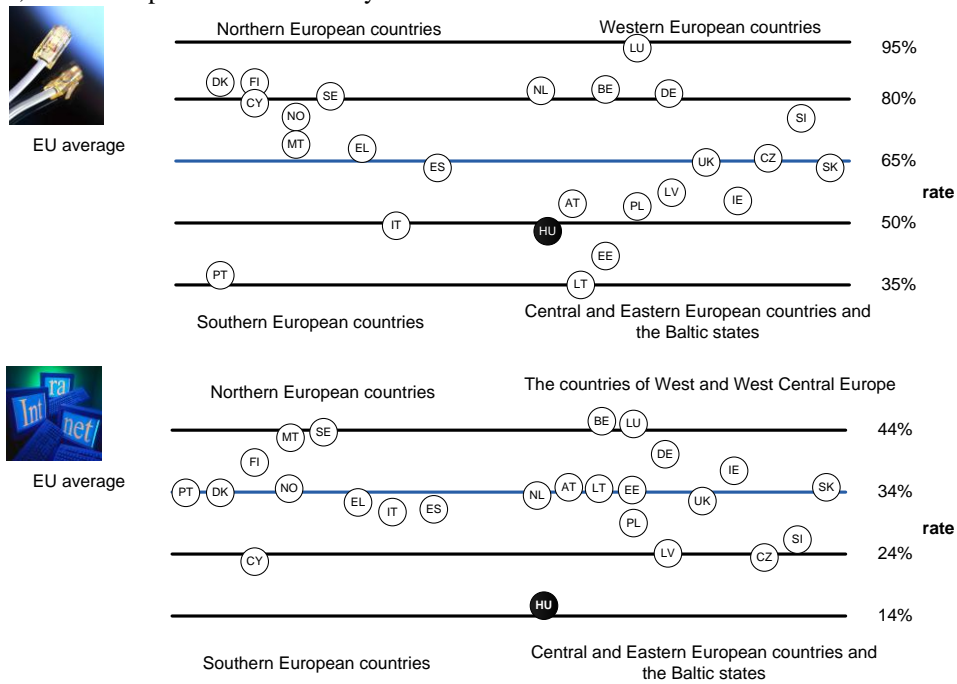 Northern European countries
Western European countries
LU
95%
DK
FI
NL
BE
DE
CY
SE
80%
NO
SI
EU average
MT
EL
ES
UK
CZ
SK
65%
LV
rate
AT
PL
IE
IT
HU
50%
EE
PT
LT
35%
Southern European countries
Central and Eastern European countries and
the Baltic states
Northern European countries
The countries of West and West Central Europe
Int
ra
net
MT
SE
BE
LU
44%
FI
DE
IE
EU average
PT
DK
NO
NL
AT
LT
EE
SK
34%
EL
IT
ES
UK
PL
rate
SI
CY
LV
CZ
24%
HU
14%
Southern European countries
Central and Eastern European countries and
the Baltic states